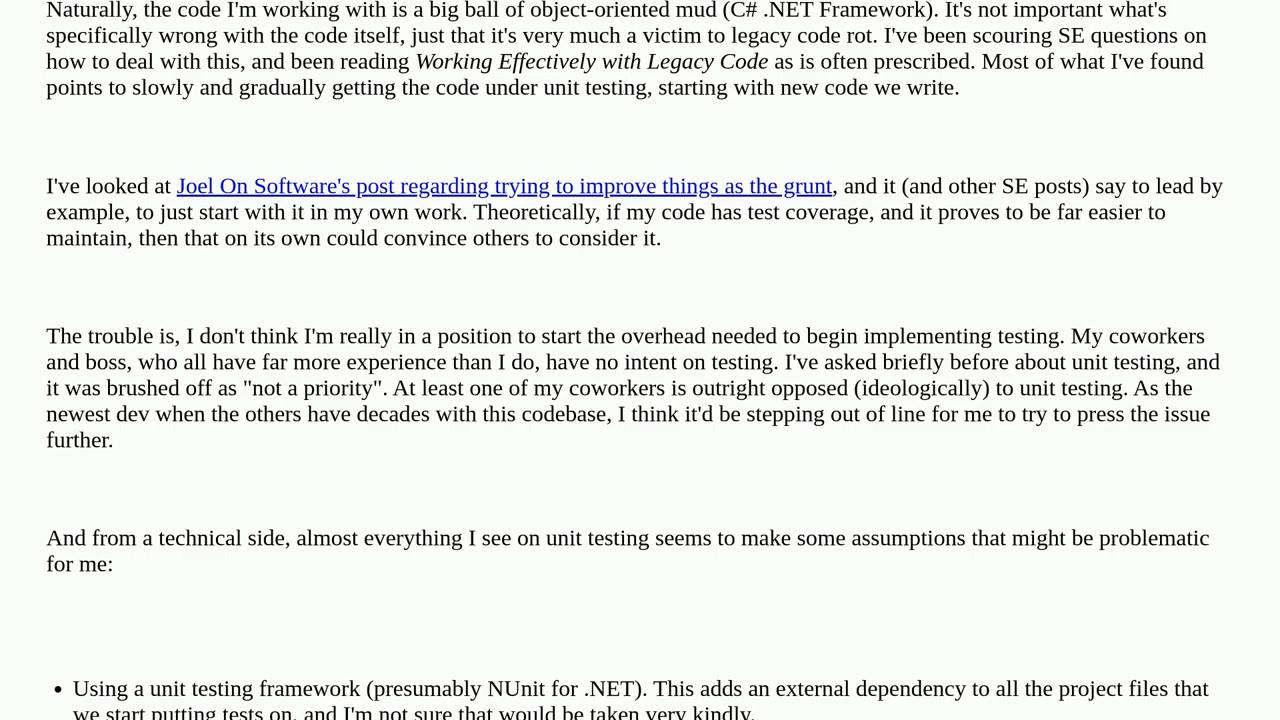 Naturally, the code I'm working with is a big ball of object-oriented mud (C# .NET Framework). It's not important what's
specifically wrong with the code itself, just that it's very much a victim to legacy code rot. I've been scouring SE questions on
how to deal with this, and been reading Working Effectively with Legacy Code as is often prescribed. Most of what I've found
points to slowly and gradually getting the code under unit testing, starting with new code we write.
I've looked at Joel On Software's post regarding trying to improve things as the grunt, and it (and other SE posts) say to lead by
example, to just start with it in my own work. Theoretically, if my code has test coverage, and it proves to be far easier to
maintain, then that on its own could convince others to consider it.
The trouble is, I don't think I'm really in a position to start the overhead needed to begin implementing testing. My coworkers
and boss, who all have far more experience than I do, have no intent on testing. I've asked briefly before about unit testing, and
it was brushed off as "not a priority". At least one of my coworkers is outright opposed (ideologically) to unit testing. As the
newest dev when the others have decades with this codebase, I think it'd be stepping out of line for me to try to press the issue
further.
And from a technical side, almost everything I see on unit testing seems to make some assumptions that might be problematic
for me:
• Using a unit testing framework (presumably NUnit for .NET). This adds an external dependency to all the project files that
we start putting tests on, and I'm not sure that would be taken very kindly.